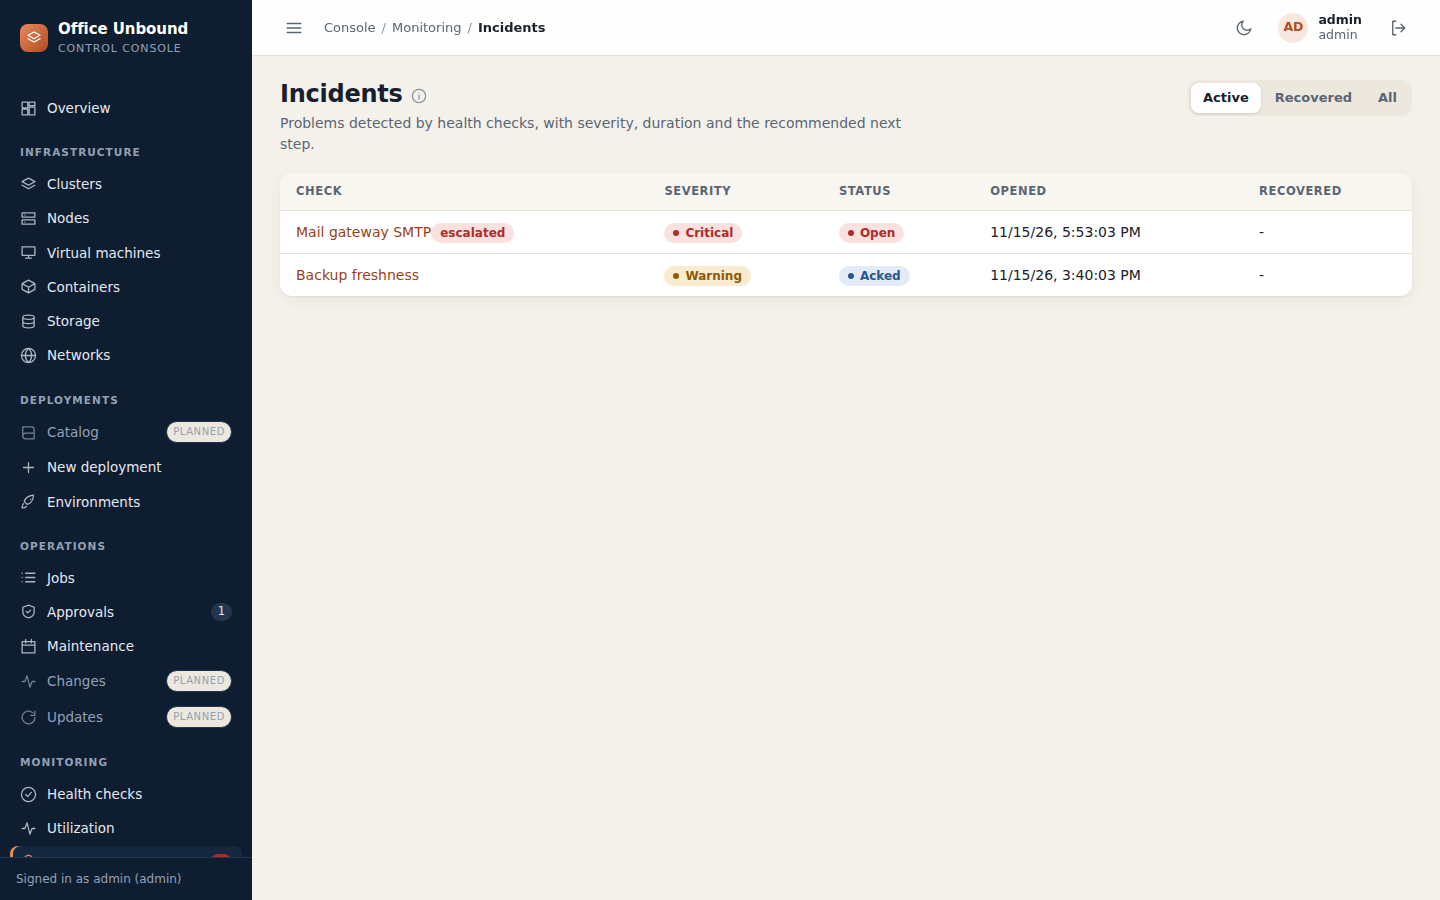 Office Unbound
CONTROL CONSOLE
Overview
INFRASTRUCTURE
Clusters
Nodes
Virtual machines
Containers
Storage
Networks
DEPLOYMENTS
Catalog PLANNED
New deployment
Environments
OPERATIONS
Jobs
Approvals 1
Maintenance
Changes PLANNED
Updates PLANNED
MONITORING
Health checks
Utilization
Signed in as admin (admin)
Console / Monitoring / Incidents
AD admin
admin
Incidents
Problems detected by health checks, with severity, duration and the recommended next
step.
Active Recovered All
CHECK SEVERITY STATUS OPENED RECOVERED
Mail gateway SMTP escalated Critical Open 11/15/26, 5:53:03 PM -
Backup freshness Warning Acked 11/15/26, 3:40:03 PM -